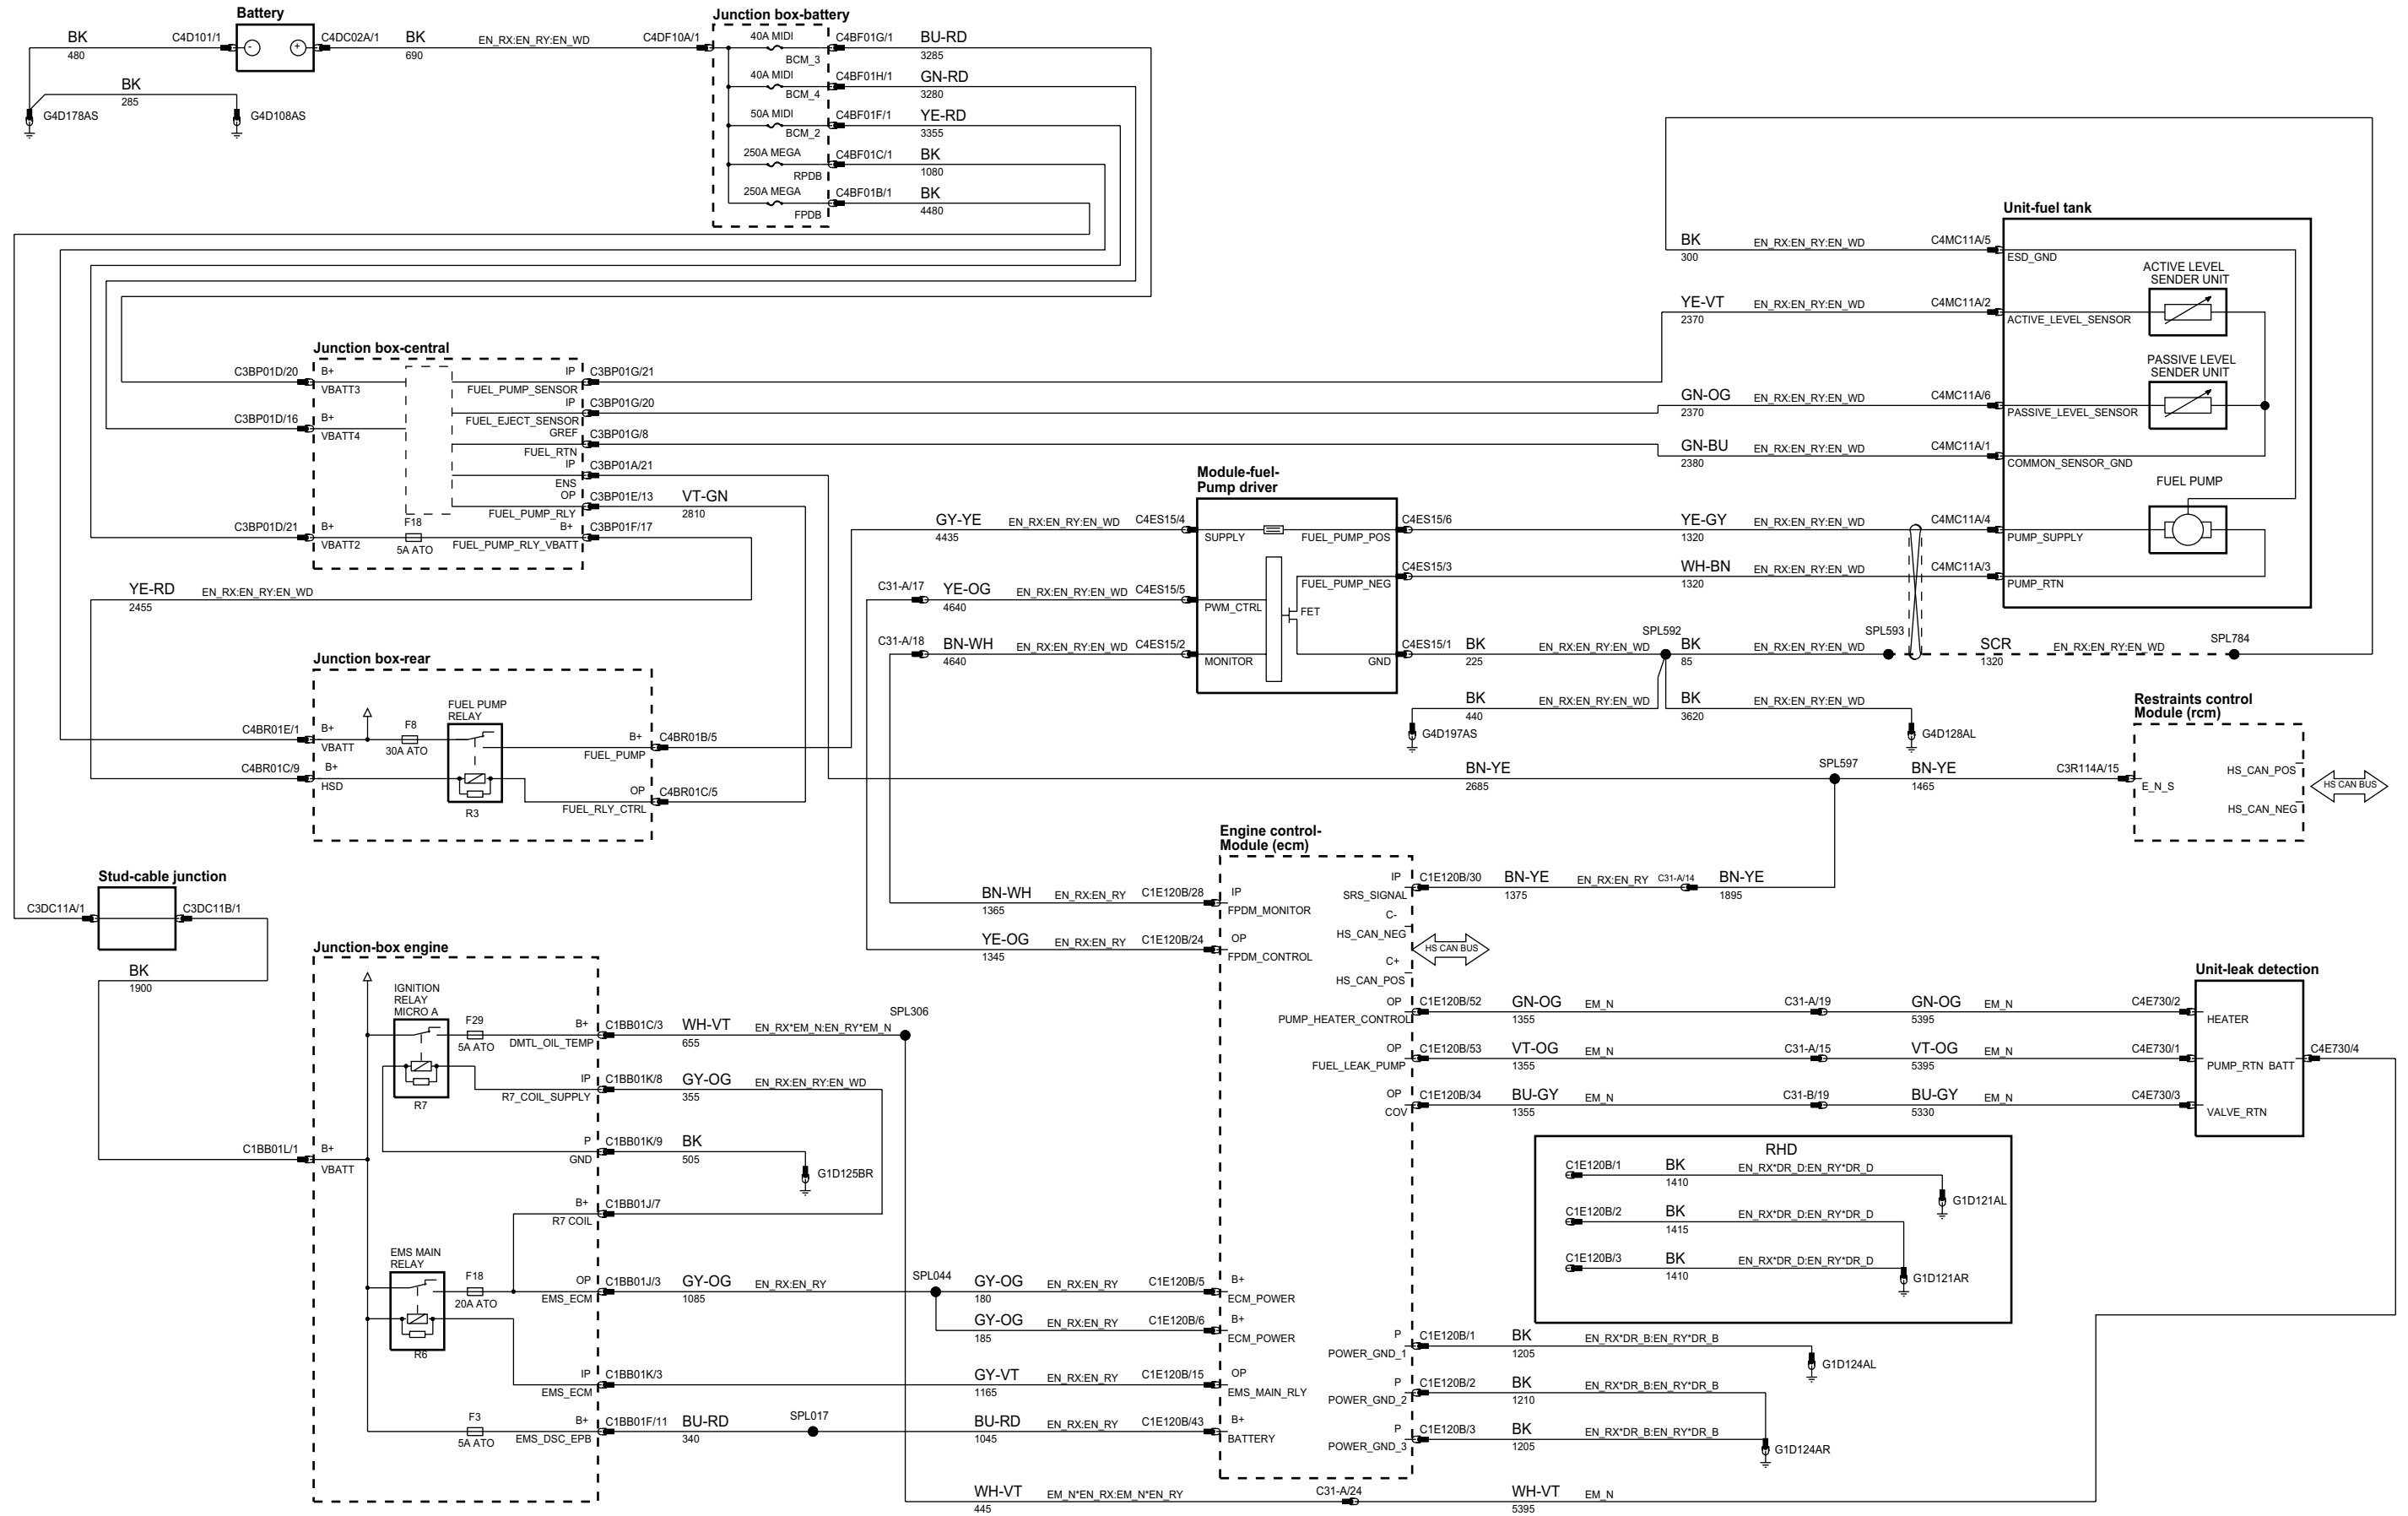 Battery
BK
480
C4D101/1
-
+
C4DC02A/1
BK
690
EN_RX:EN_RY:EN_WD
C4DF10A/1
BK
285
G4D178AS
G4D108AS
Junction box-battery
40A MIDI
BCM_3
C4BF01G/1
BU-RD
3285
40A MIDI
BCM_4
C4BF01H/1
GN-RD
3280
50A MIDI
BCM_2
C4BF01F/1
YE-RD
3355
250A MEGA
RPDB
C4BF01C/1
BK
1080
250A MEGA
FPDB
C4BF01B/1
BK
4480
Junction box-central
C3BP01D/20
B+
VBATT3
C3BP01D/16
B+
VBATT4
C3BP01D/21
B+
VBATT2
F18
5A ATO
IP
FUEL_PUMP_SENSOR
C3BP01G/21
IP
FUEL_EJECT_SENSOR
C3BP01G/20
GREF
FUEL_RTN
C3BP01G/8
IP
ENS
C3BP01A/21
OP
FUEL_PUMP_RLY
C3BP01E/13
VT-GN
2810
B+
FUEL_PUMP_RLY_VBATT
C3BP01F/17
YE-RD
2455
EN_RX:EN_RY:EN_WD
Junction box-rear
C4BR01E/1
B+
VBATT
F8
30A ATO
FUEL PUMP
RELAY
R3
C4BR01C/9
B+
HSD
B+
FUEL_PUMP
C4BR01B/5
OP
FUEL_RLY_CTRL
C4BR01C/5
Stud-cable junction
C3DC11A/1
C3DC11B/1
BK
1900
Junction-box engine
C1BB01L/1
B+
VBATT
IGNITION
RELAY
MICRO A
R7
F29
5A ATO
B+
DMTL_OIL_TEMP
C1BB01C/3
WH-VT
655
EN_RX*EM_N:EN_RY*EM_N
SPL306
IP
R7_COIL_SUPPLY
C1BB01K/8
GY-OG
355
EN_RX:EN_RY:EN_WD
P
GND
C1BB01K/9
BK
505
G1D125BR
B+
R7 COIL
C1BB01J/7
EMS MAIN
RELAY
R6
F18
20A ATO
OP
EMS_ECM
C1BB01J/3
GY-OG
1085
EN_RX:EN_RY
SPL044
GY-OG
180
EN_RX:EN_RY
C1E120B/5
GY-OG
185
EN_RX:EN_RY
C1E120B/6
IP
EMS_ECM
C1BB01K/3
GY-VT
1165
EN_RX:EN_RY
C1E120B/15
F3
5A ATO
B+
EMS_DSC_EPB
C1BB01F/11
BU-RD
340
SPL017
BU-RD
1045
EN_RX:EN_RY
C1E120B/43
WH-VT
445
EM_N*EN_RX:EM_N*EN_RY
C31-A/24
WH-VT
5395
EM_N
Module-fuel-
Pump driver
GY-YE
4435
EN_RX:EN_RY:EN_WD
C4ES15/4
SUPPLY
C31-A/17
YE-OG
4640
EN_RX:EN_RY:EN_WD
C4ES15/5
PWM_CTRL
C31-A/18
BN-WH
4640
EN_RX:EN_RY:EN_WD
C4ES15/2
MONITOR
FUEL_PUMP_POS
C4ES15/6
FUEL_PUMP_NEG
C4ES15/3
FET
GND
C4ES15/1
YE-GY
1320
EN_RX:EN_RY:EN_WD
C4MC11A/4
WH-BN
1320
EN_RX:EN_RY:EN_WD
C4MC11A/3
BK
225
EN_RX:EN_RY:EN_WD
SPL592
BK
85
EN_RX:EN_RY:EN_WD
SPL593
SCR
1320
EN_RX:EN_RY:EN_WD
SPL784
BK
440
EN_RX:EN_RY:EN_WD
G4D197AS
BK
3620
EN_RX:EN_RY:EN_WD
G4D128AL
Unit-fuel tank
BK
300
EN_RX:EN_RY:EN_WD
C4MC11A/5
ESD_GND
YE-VT
2370
EN_RX:EN_RY:EN_WD
C4MC11A/2
ACTIVE_LEVEL_SENSOR
ACTIVE LEVEL
SENDER UNIT
GN-OG
2370
EN_RX:EN_RY:EN_WD
C4MC11A/6
PASSIVE_LEVEL_SENSOR
PASSIVE LEVEL
SENDER UNIT
GN-BU
2380
EN_RX:EN_RY:EN_WD
C4MC11A/1
COMMON_SENSOR_GND
FUEL PUMP
PUMP_SUPPLY
PUMP_RTN
Restraints control
Module (rcm)
BN-YE
2685
SPL597
BN-YE
1465
C3R114A/15
E_N_S
HS_CAN_POS
HS_CAN_NEG
HS CAN BUS
Engine control-
Module (ecm)
BN-WH
1365
EN_RX:EN_RY
C1E120B/28
IP
FPDM_MONITOR
YE-OG
1345
EN_RX:EN_RY
C1E120B/24
OP
FPDM_CONTROL
IP
SRS_SIGNAL
C1E120B/30
BN-YE
1375
EN_RX:EN_RY
C31-A/14
BN-YE
1895
C-
HS_CAN_NEG
C+
HS_CAN_POS
HS CAN BUS
OP
PUMP_HEATER_CONTROL
C1E120B/52
GN-OG
1355
EM_N
C31-A/19
GN-OG
5395
EM_N
C4E730/2
OP
FUEL_LEAK_PUMP
C1E120B/53
VT-OG
1355
EM_N
C31-A/15
VT-OG
5395
EM_N
C4E730/1
OP
COV
C1E120B/34
BU-GY
1355
EM_N
C31-B/19
BU-GY
5330
EM_N
C4E730/3
Unit-leak detection
HEATER
PUMP_RTN BATT
VALVE_RTN
C4E730/4
B+
ECM_POWER
B+
ECM_POWER
OP
EMS_MAIN_RLY
B+
BATTERY
RHD
C1E120B/1
BK
1410
EN_RX*DR_D:EN_RY*DR_D
G1D121AL
C1E120B/2
BK
1415
EN_RX*DR_D:EN_RY*DR_D
C1E120B/3
BK
1410
EN_RX*DR_D:EN_RY*DR_D
G1D121AR
P
POWER_GND_1
C1E120B/1
BK
1205
EN_RX*DR_B:EN_RY*DR_B
G1D124AL
P
POWER_GND_2
C1E120B/2
BK
1210
EN_RX*DR_B:EN_RY*DR_B
P
POWER_GND_3
C1E120B/3
BK
1205
EN_RX*DR_B:EN_RY*DR_B
G1D124AR